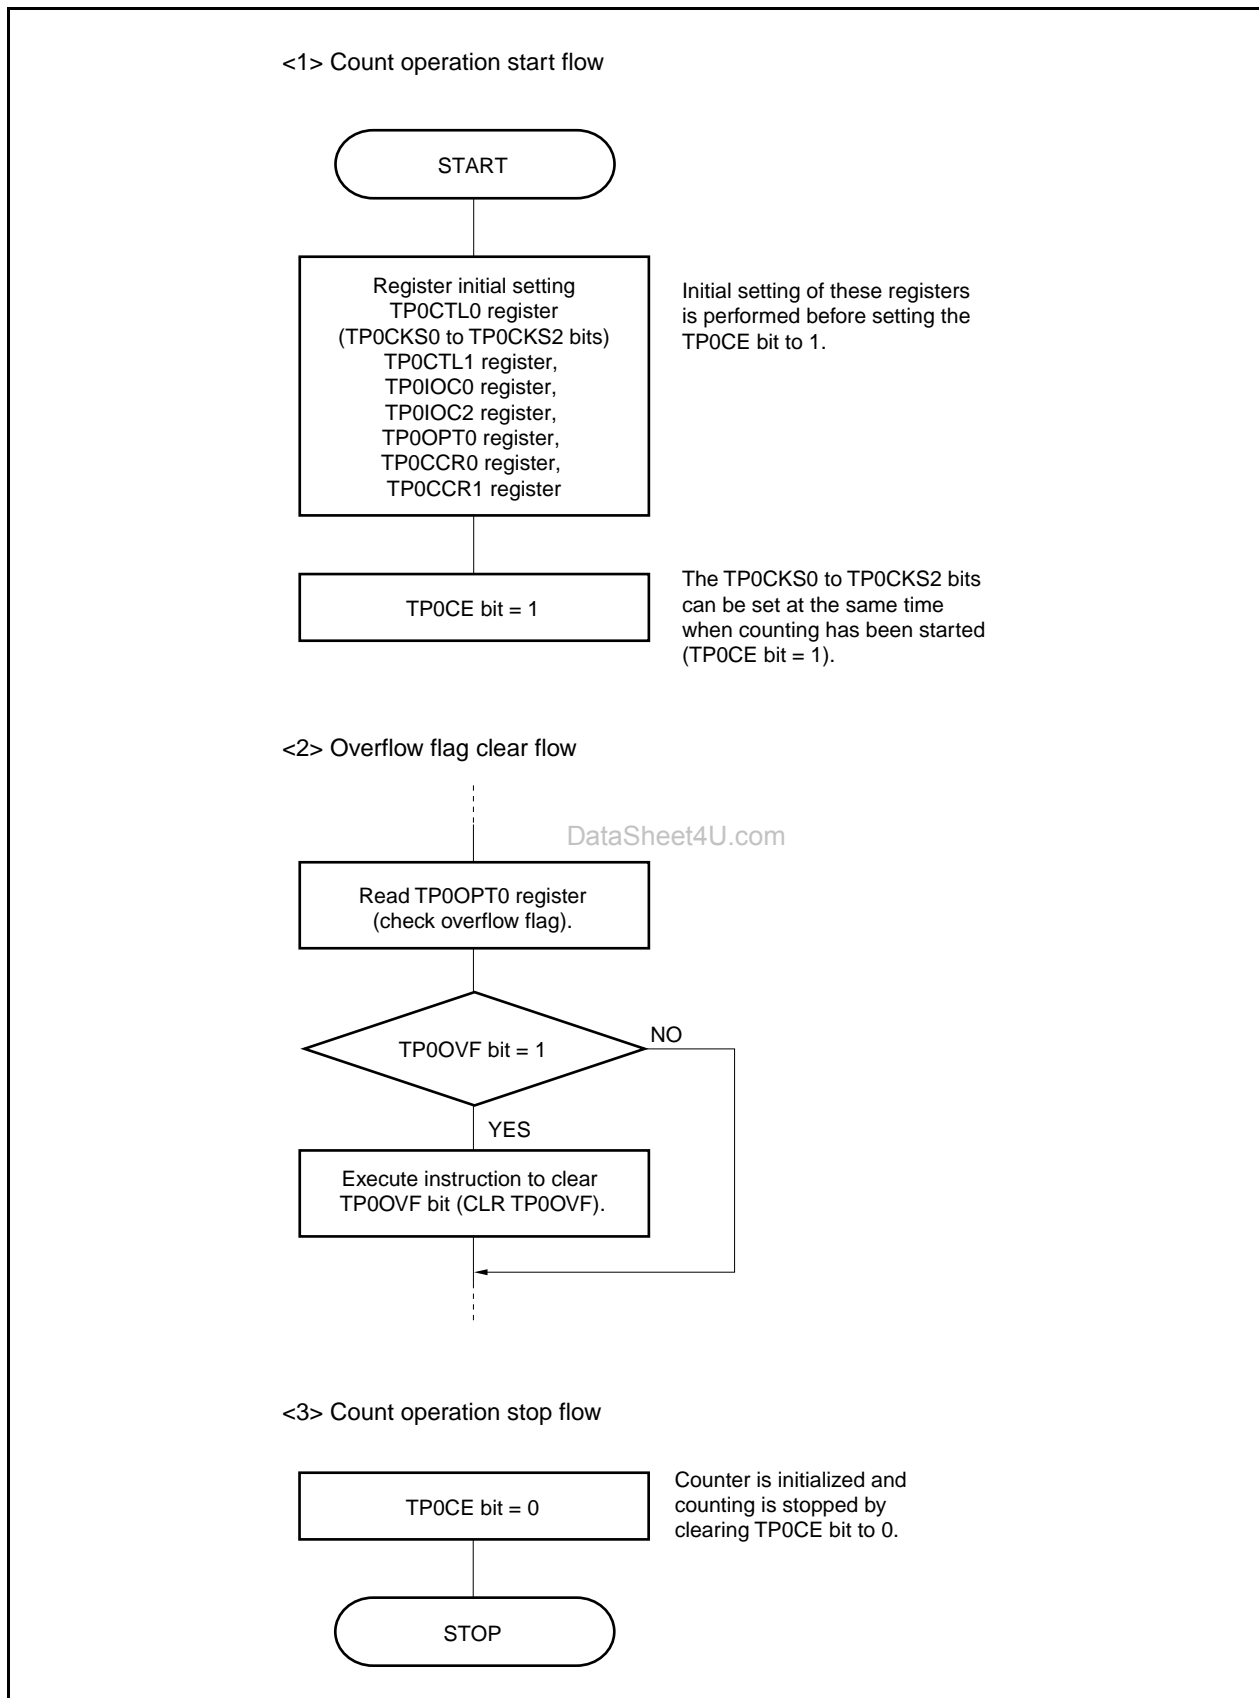 <1> Count operation start flow
START
Register initial setting
TP0CTL0 register
(TP0CKS0 to TP0CKS2 bits)
TP0CTL1 register,
TP0IOC0 register,
TP0IOC2 register,
TP0OPT0 register,
TP0CCR0 register,
TP0CCR1 register
Initial setting of these registers
is performed before setting the
TP0CE bit to 1.
TP0CE bit = 1
The TP0CKS0 to TP0CKS2 bits
can be set at the same time
when counting has been started
(TP0CE bit = 1).
<2> Overflow flag clear flow
DataSheet4U.com
Read TP0OPT0 register
(check overflow flag).
TP0OVF bit = 1
NO
YES
Execute instruction to clear
TP0OVF bit (CLR TP0OVF).
<3> Count operation stop flow
TP0CE bit = 0
Counter is initialized and
counting is stopped by
clearing TP0CE bit to 0.
STOP